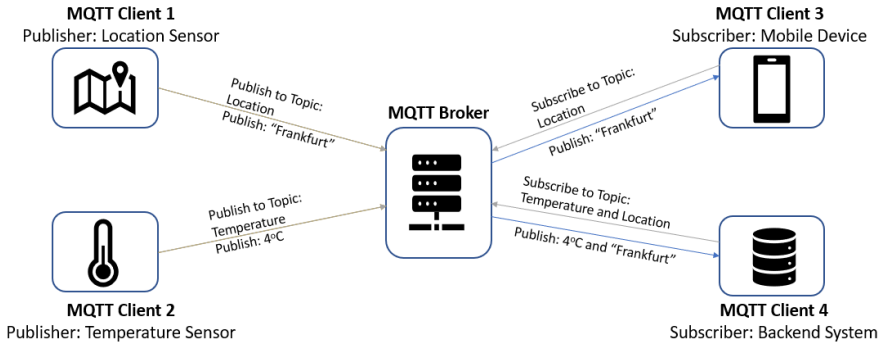 MQTT Client 1
Publisher: Location Sensor
Publish to Topic:
Location
Publish: “Frankfurt”
MQTT Broker
MQTT Client 3
Subscriber: Mobile Device
Subscribe to Topic:
Location
Publish: “Frankfurt”
Publish to Topic:
Temperature
Publish: 4⁰C
MQTT Client 2
Publisher: Temperature Sensor
Subscribe to Topic:
Temperature and Location
Publish: 4⁰C and “Frankfurt”
MQTT Client 4
Subscriber: Backend System